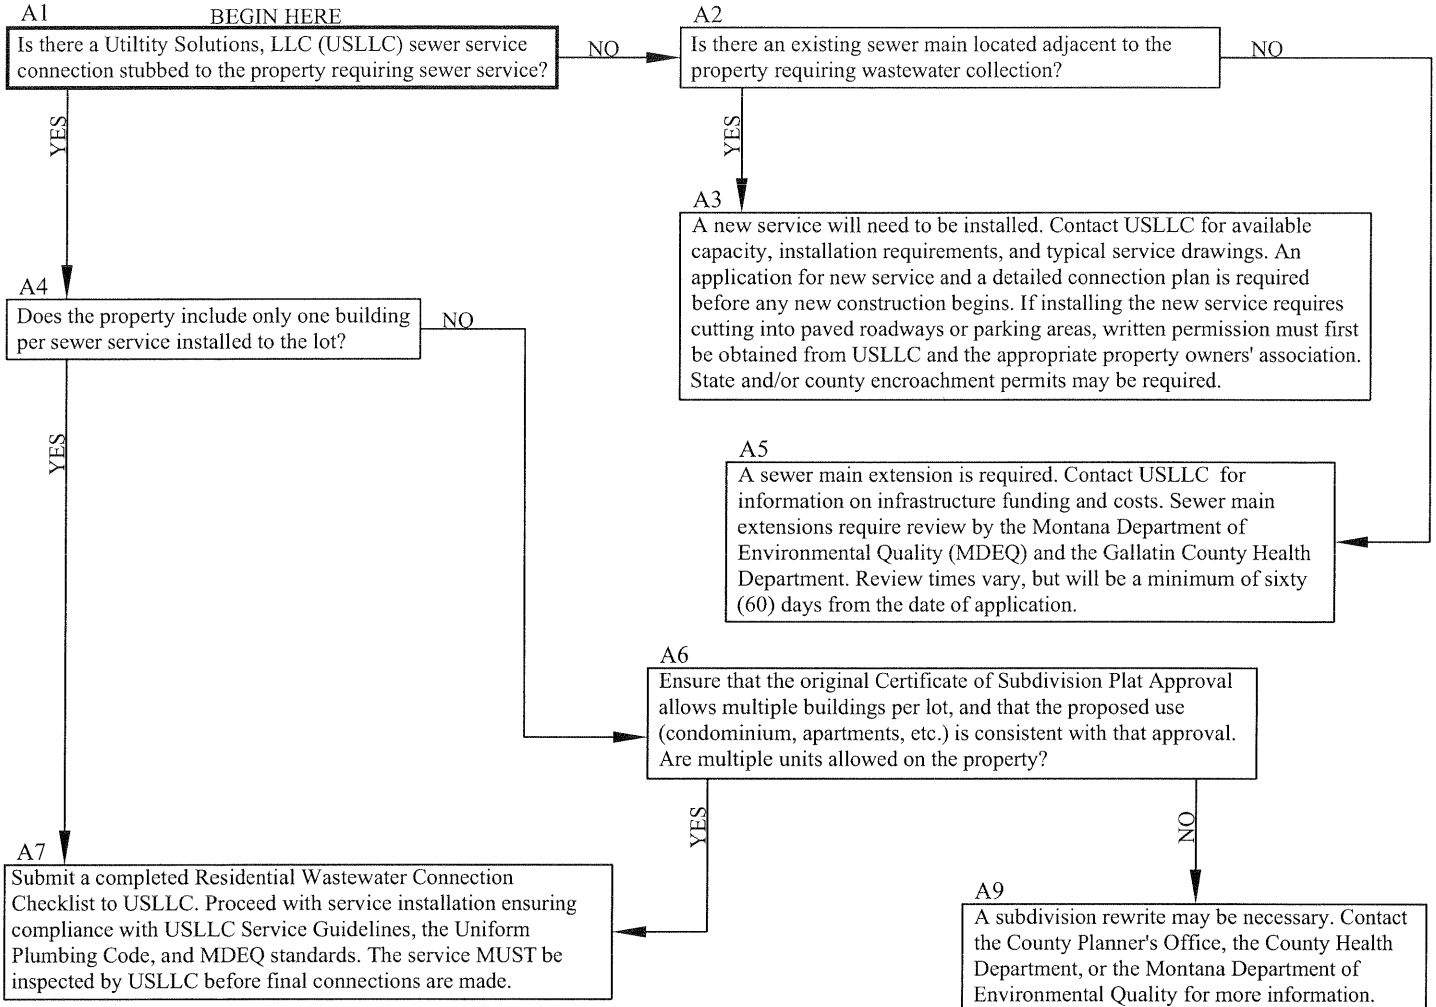 A1
BEGIN HERE
Is there a Utiltity Solutions, LLC (USLLC) sewer service
connection stubbed to the property requiring sewer service?
NO
A2
Is there an existing sewer main located adjacent to the
property requiring wastewater collection?
NO
YES
YES
A3
A new service will need to be installed. Contact USLLC for available
capacity, installation requirements, and typical service drawings. An
application for new service and a detailed connection plan is required
before any new construction begins. If installing the new service requires
cutting into paved roadways or parking areas, written permission must first
be obtained from USLLC and the appropriate property owners' association.
State and/or county encroachment permits may be required.
A4
Does the property include only one building
per sewer service installed to the lot?
NO
YES
A5
A sewer main extension is required. Contact USLLC for
information on infrastructure funding and costs. Sewer main
extensions require review by the Montana Department of
Environmental Quality (MDEQ) and the Gallatin County Health
Department. Review times vary, but will be a minimum of sixty
(60) days from the date of application.
A6
Ensure that the original Certificate of Subdivision Plat Approval
allows multiple buildings per lot, and that the proposed use
(condominium, apartments, etc.) is consistent with that approval.
Are multiple units allowed on the property?
YES
NO
A7
Submit a completed Residential Wastewater Connection
Checklist to USLLC. Proceed with service installation ensuring
compliance with USLLC Service Guidelines, the Uniform
Plumbing Code, and MDEQ standards. The service MUST be
inspected by USLLC before final connections are made.
A9
A subdivision rewrite may be necessary. Contact
the County Planner's Office, the County Health
Department, or the Montana Department of
Environmental Quality for more information.